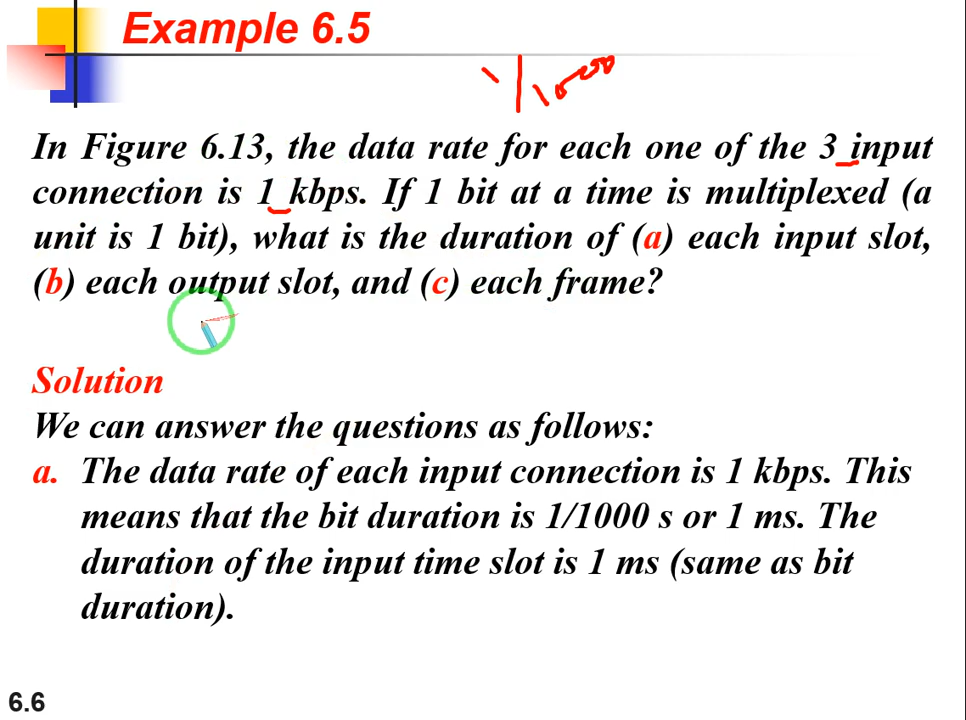 Example 6.5
1/1000
In Figure 6.13, the data rate for each one of the 3 input
connection is 1 kbps. If 1 bit at a time is multiplexed (a
unit is 1 bit), what is the duration of (a) each input slot,
(b) each output slot, and (c) each frame?
Solution
We can answer the questions as follows:
a. The data rate of each input connection is 1 kbps. This
means that the bit duration is 1/1000 s or 1 ms. The
duration of the input time slot is 1 ms (same as bit
duration).
6.6